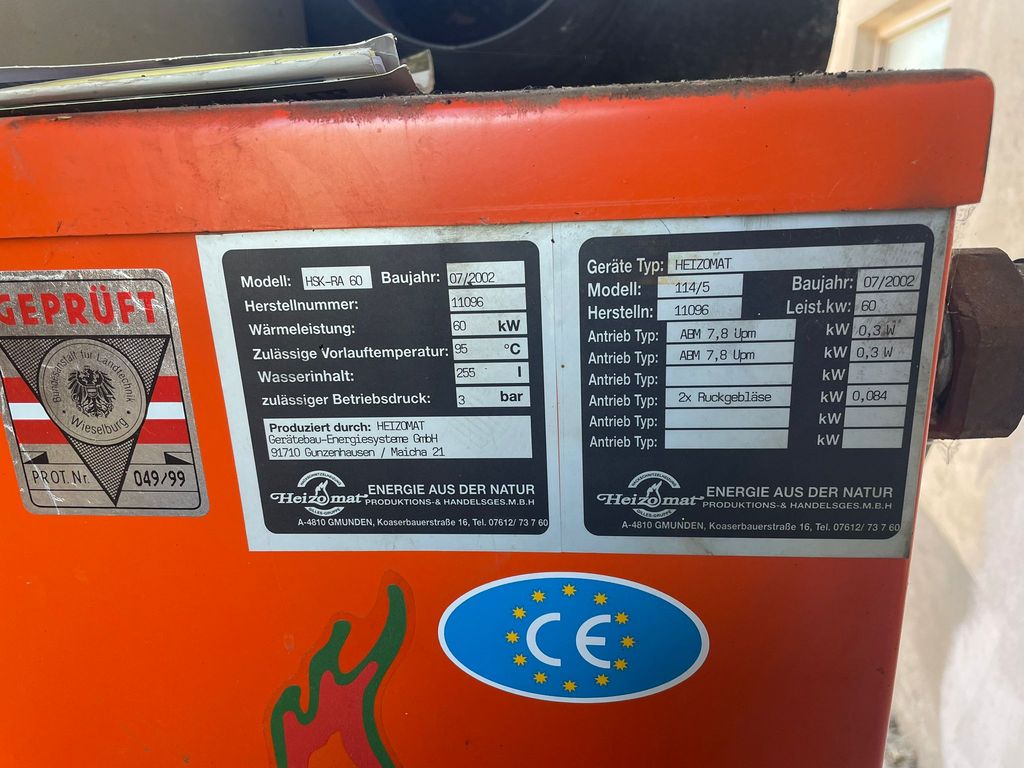 GEPRÜFT
Bundesanstalt für Landtechnik
Wieselburg
PROT. Nr. 049/99
Modell: HSK-RA 60 Baujahr: 07/2002
Herstellnummer: 11096
Wärmeleistung: 60 kW
Zulässige Vorlauftemperatur: 95 °C
Wasserinhalt: 255 l
zulässiger Betriebsdruck: 3 bar
Produziert durch: HEIZOMAT
Gerätebau-Energiesysteme GmbH
91710 Gunzenhausen / Maicha 21
Heizomat
GILLES-GRUPPE
ENERGIE AUS DER NATUR
PRODUKTIONS- & HANDELSGES.M.B.H
A-4810 GMUNDEN, Koaserbauerstraße 16, Tel. 07612/ 73 7 60
Geräte Typ: HEIZOMAT
Modell: 114/5 Baujahr: 07/2002
Herstelln: 11096 Leist.kw: 60
Antrieb Typ: ABM 7,8 Upm kW 0,3 W
Antrieb Typ: ABM 7,8 Upm kW 0,3 W
Antrieb Typ: kW
Antrieb Typ: 2x Ruckgebläse kW 0,084
Antrieb Typ: kW
Antrieb Typ: kW
Heizomat
GILLES-GRUPPE
ENERGIE AUS DER NATUR
PRODUKTIONS- & HANDELSGES.M.B.H
A-4810 GMUNDEN, Koaserbauerstraße 16, Tel. 07612/ 73 7 60
CE